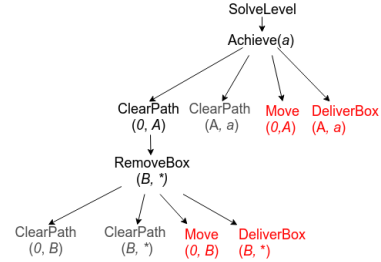 SolveLevel
Achieve(a)
ClearPath ClearPath Move DeliverBox
(0, A) (A, a) (0,A) (A, a)
RemoveBox
(B, *)
ClearPath ClearPath Move DeliverBox
(0, B) (B, *) (0, B) (B, *)